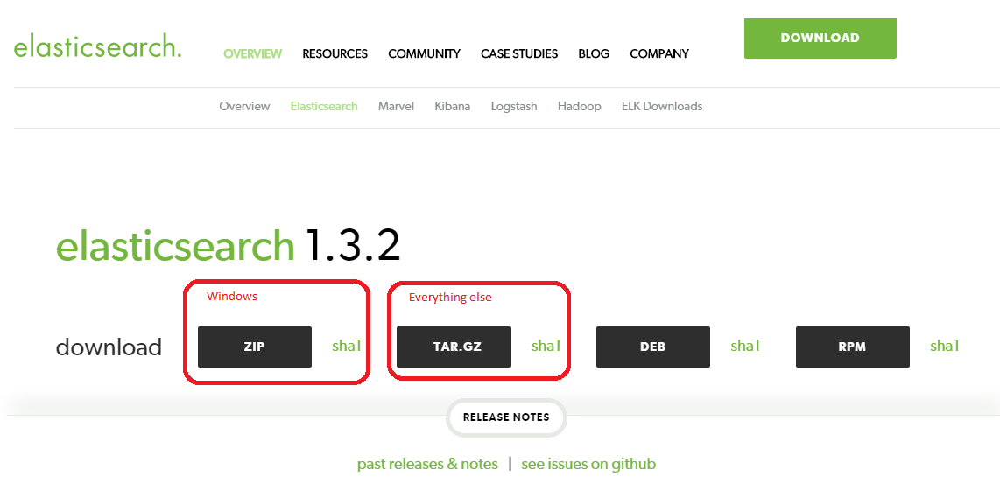 elasticsearch.
OVERVIEW RESOURCES COMMUNITY CASE STUDIES BLOG COMPANY
DOWNLOAD
Overview Elasticsearch Marvel Kibana Logstash Hadoop ELK Downloads
elasticsearch 1.3.2
Windows Everything else
download ZIP sha1 TAR.GZ sha1 DEB sha1 RPM sha1
RELEASE NOTES
past releases & notes | see issues on github